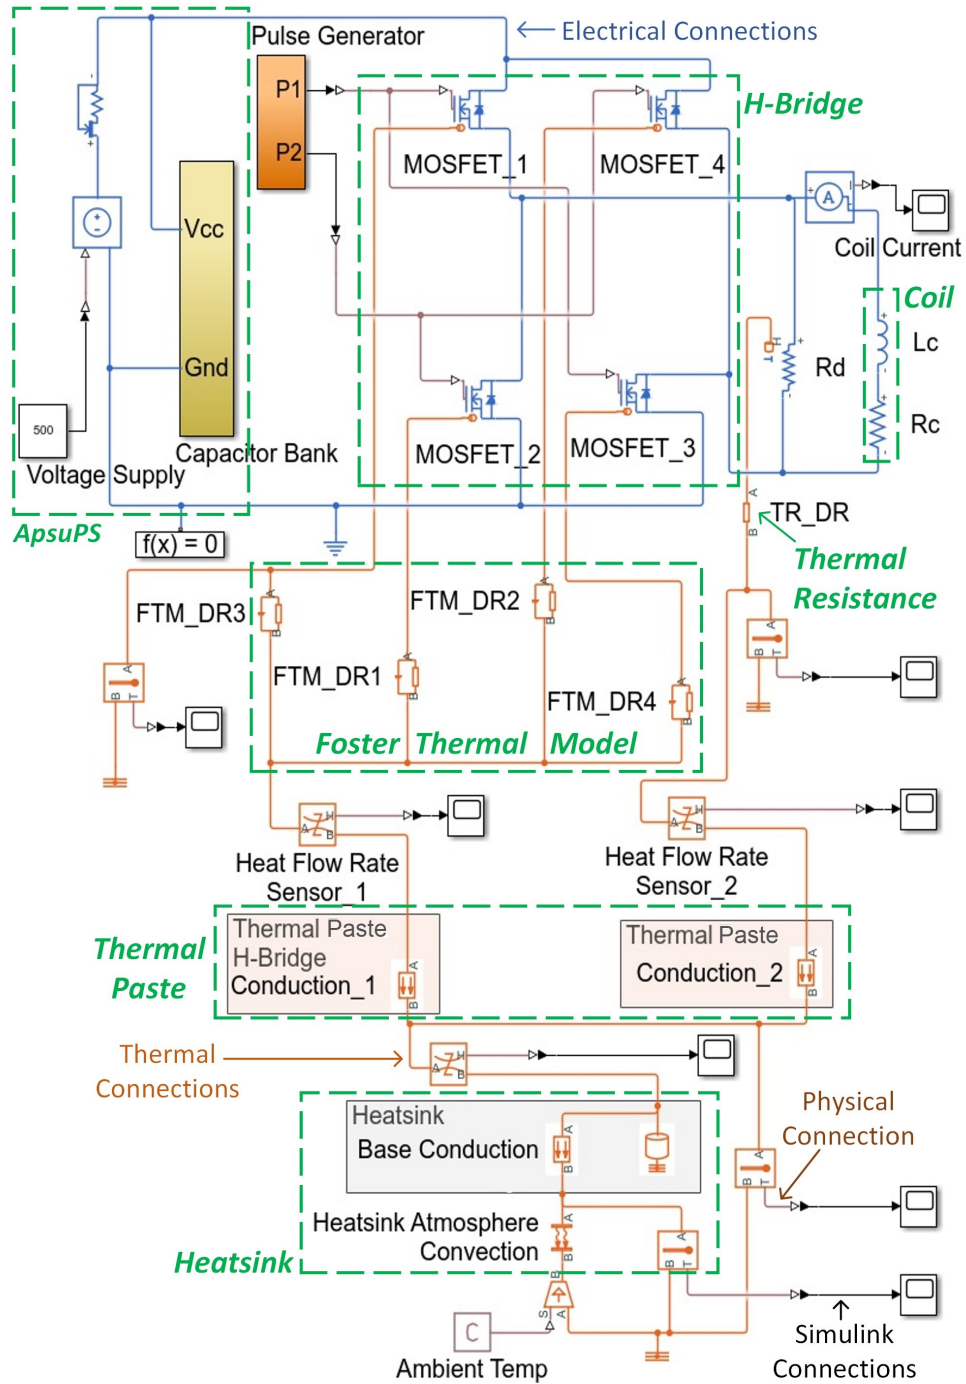 Pulse Generator
Electrical Connections
P1
P2
H-Bridge
MOSFET_1
MOSFET_4
Vcc
Gnd
A
Coil Current
Coil
Lc
Rd
Rc
500
Voltage Supply
Capacitor Bank
MOSFET_2
MOSFET_3
ApsuPS
f(x) = 0
TR_DR
Thermal
Resistance
FTM_DR3
FTM_DR2
FTM_DR1
FTM_DR4
Foster Thermal Model
Heat Flow Rate
Sensor_1
Heat Flow Rate
Sensor_2
Thermal
Paste
Thermal Paste
H-Bridge
Conduction_1
Thermal Paste
Conduction_2
Thermal
Connections
Heatsink
Base Conduction
Physical
Connection
Heatsink Atmosphere
Convection
Heatsink
C
Ambient Temp
Simulink
Connections